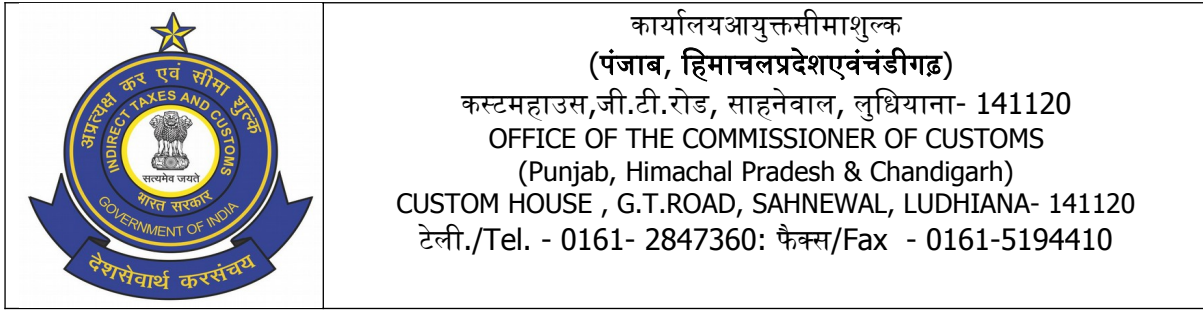 अप्रत्यक्ष कर एवं सीमा शुल्क
INDIRECT TAXES AND CUSTOMS
सत्यमेव जयते
भारत सरकार
GOVERNMENT OF INDIA
देशसेवार्थ करसंचय
कार्यालयआयुक्तसीमाशुल्क
(पंजाब, हिमाचलप्रदेशएवंचंडीगढ़)
कस्टमहाउस,जी.टी.रोड, साहनेवाल, लुधियाना- 141120
OFFICE OF THE COMMISSIONER OF CUSTOMS
(Punjab, Himachal Pradesh & Chandigarh)
CUSTOM HOUSE , G.T.ROAD, SAHNEWAL, LUDHIANA- 141120
टेली./Tel. - 0161- 2847360: फैक्स/Fax - 0161-5194410